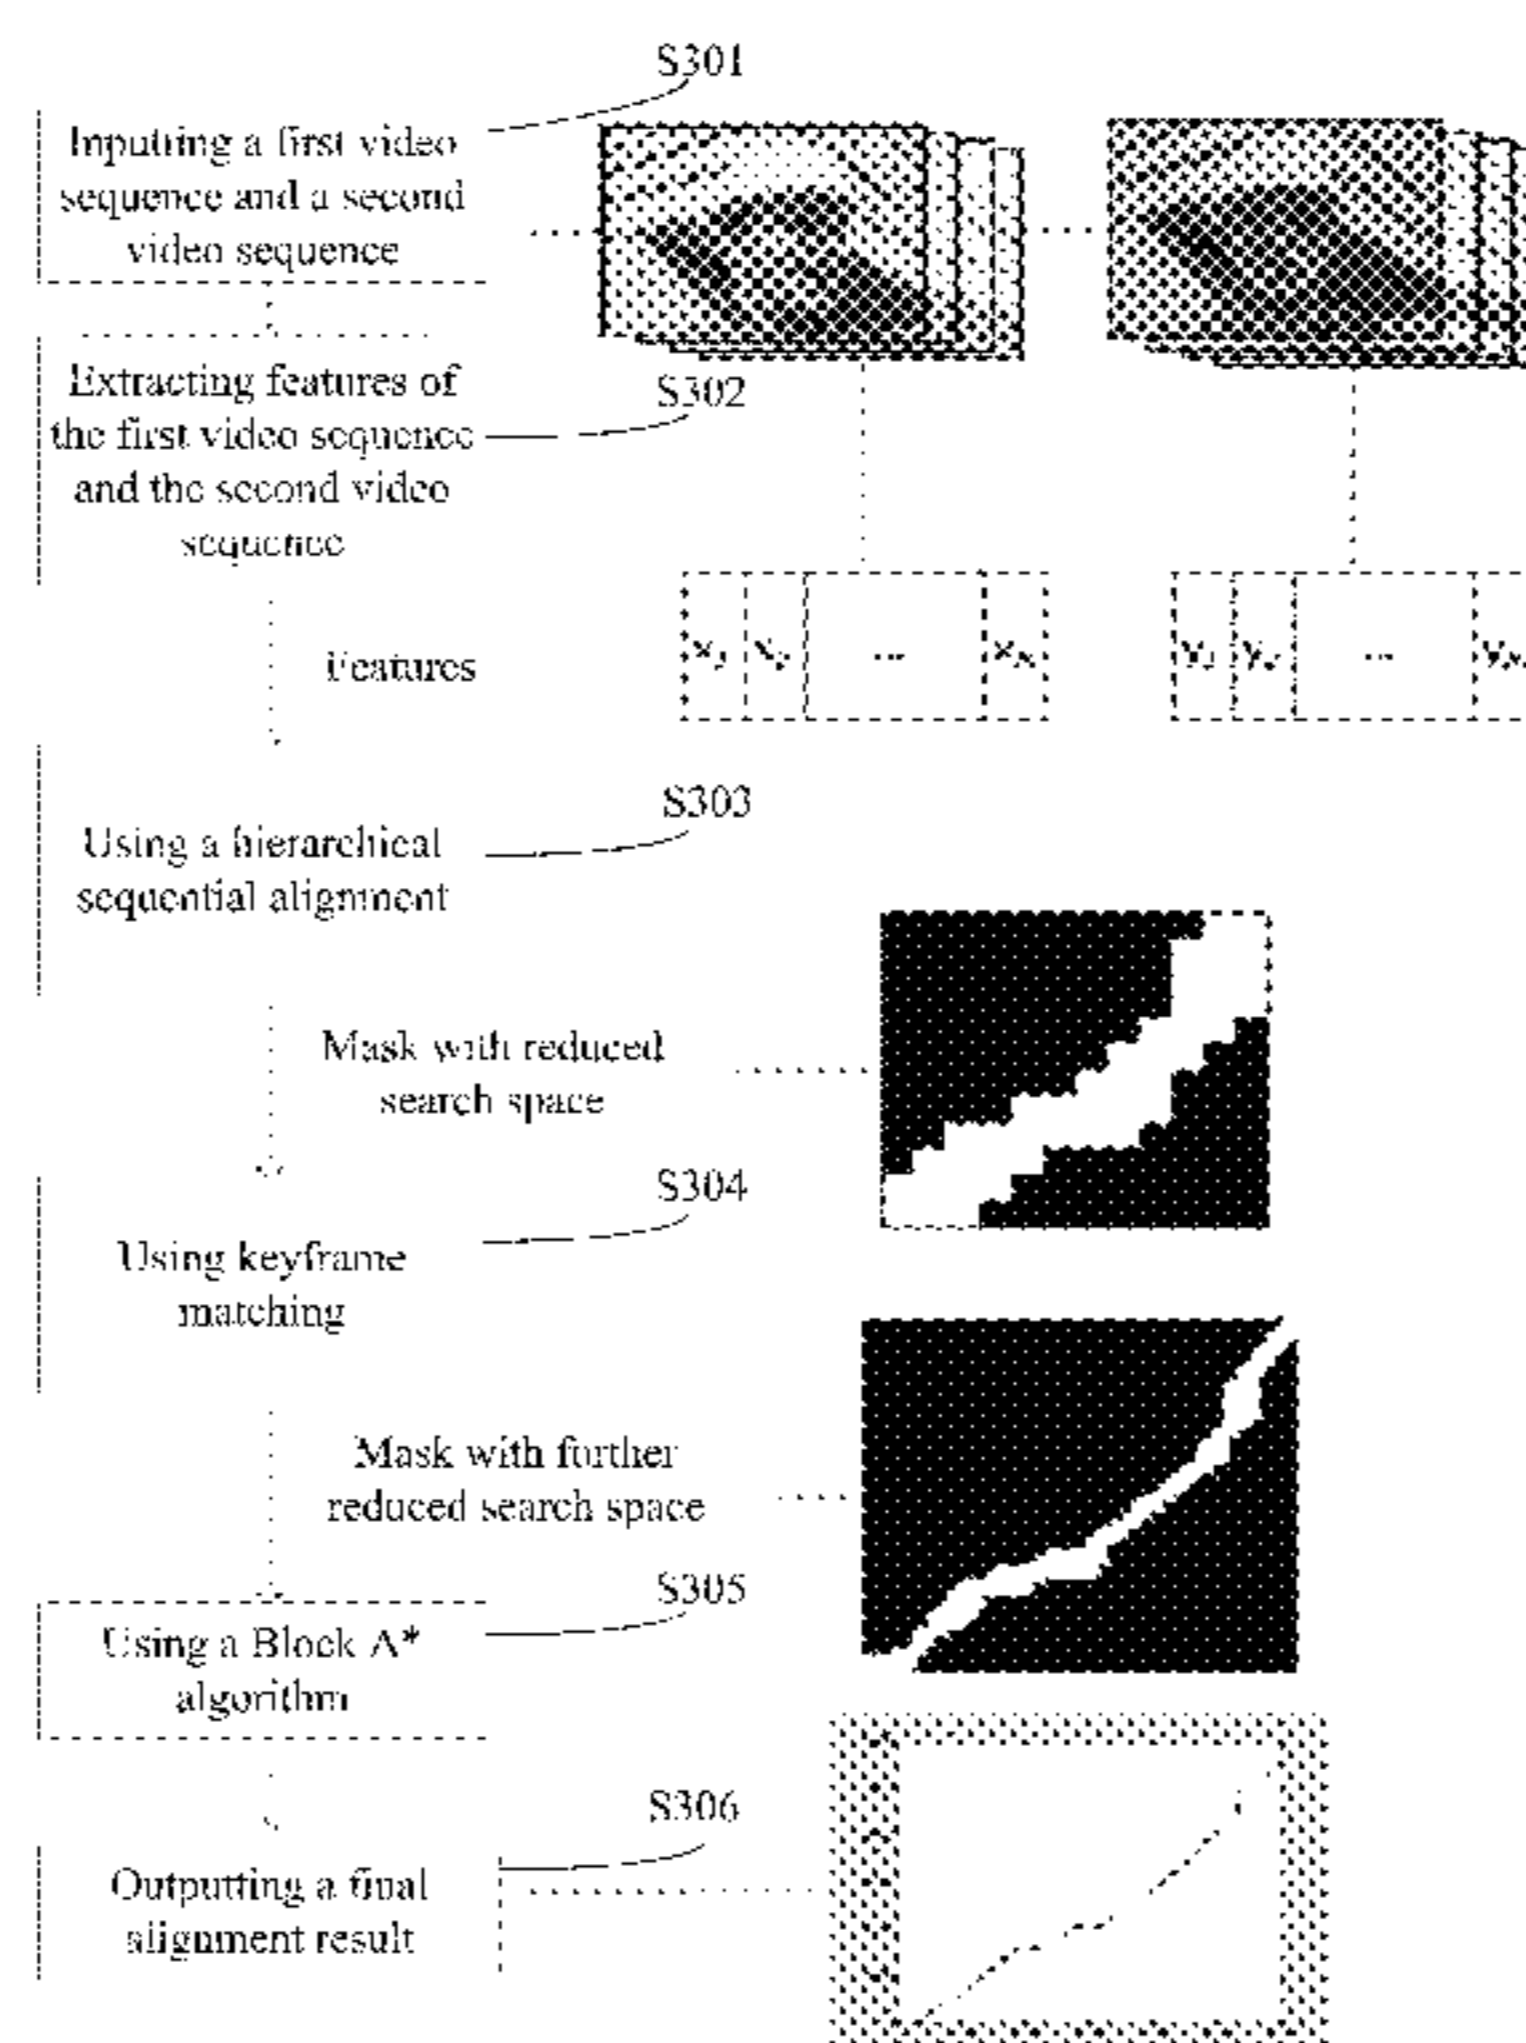 S301
Inputting a first video
sequence and a second
video sequence
Extracting features of
the first video sequence
and the second video
sequence
S302
Features
...
...
S303
Using a hierarchical
sequential alignment
Mask with reduced
search space
S304
Using keyframe
matching
Mask with further
reduced search space
S305
Using a Block A*
algorithm
S306
Outputting a final
alignment result